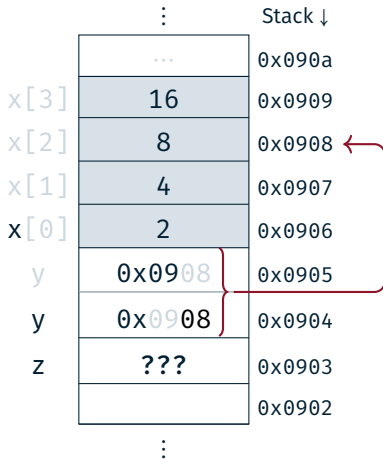 ⋮ Stack ↓
… 0x090a
x[3] 16 0x0909
x[2] 8 0x0908
x[1] 4 0x0907
x[0] 2 0x0906
y 0x0908 0x0905
y 0x0908 0x0904
z ??? 0x0903
0x0902
⋮